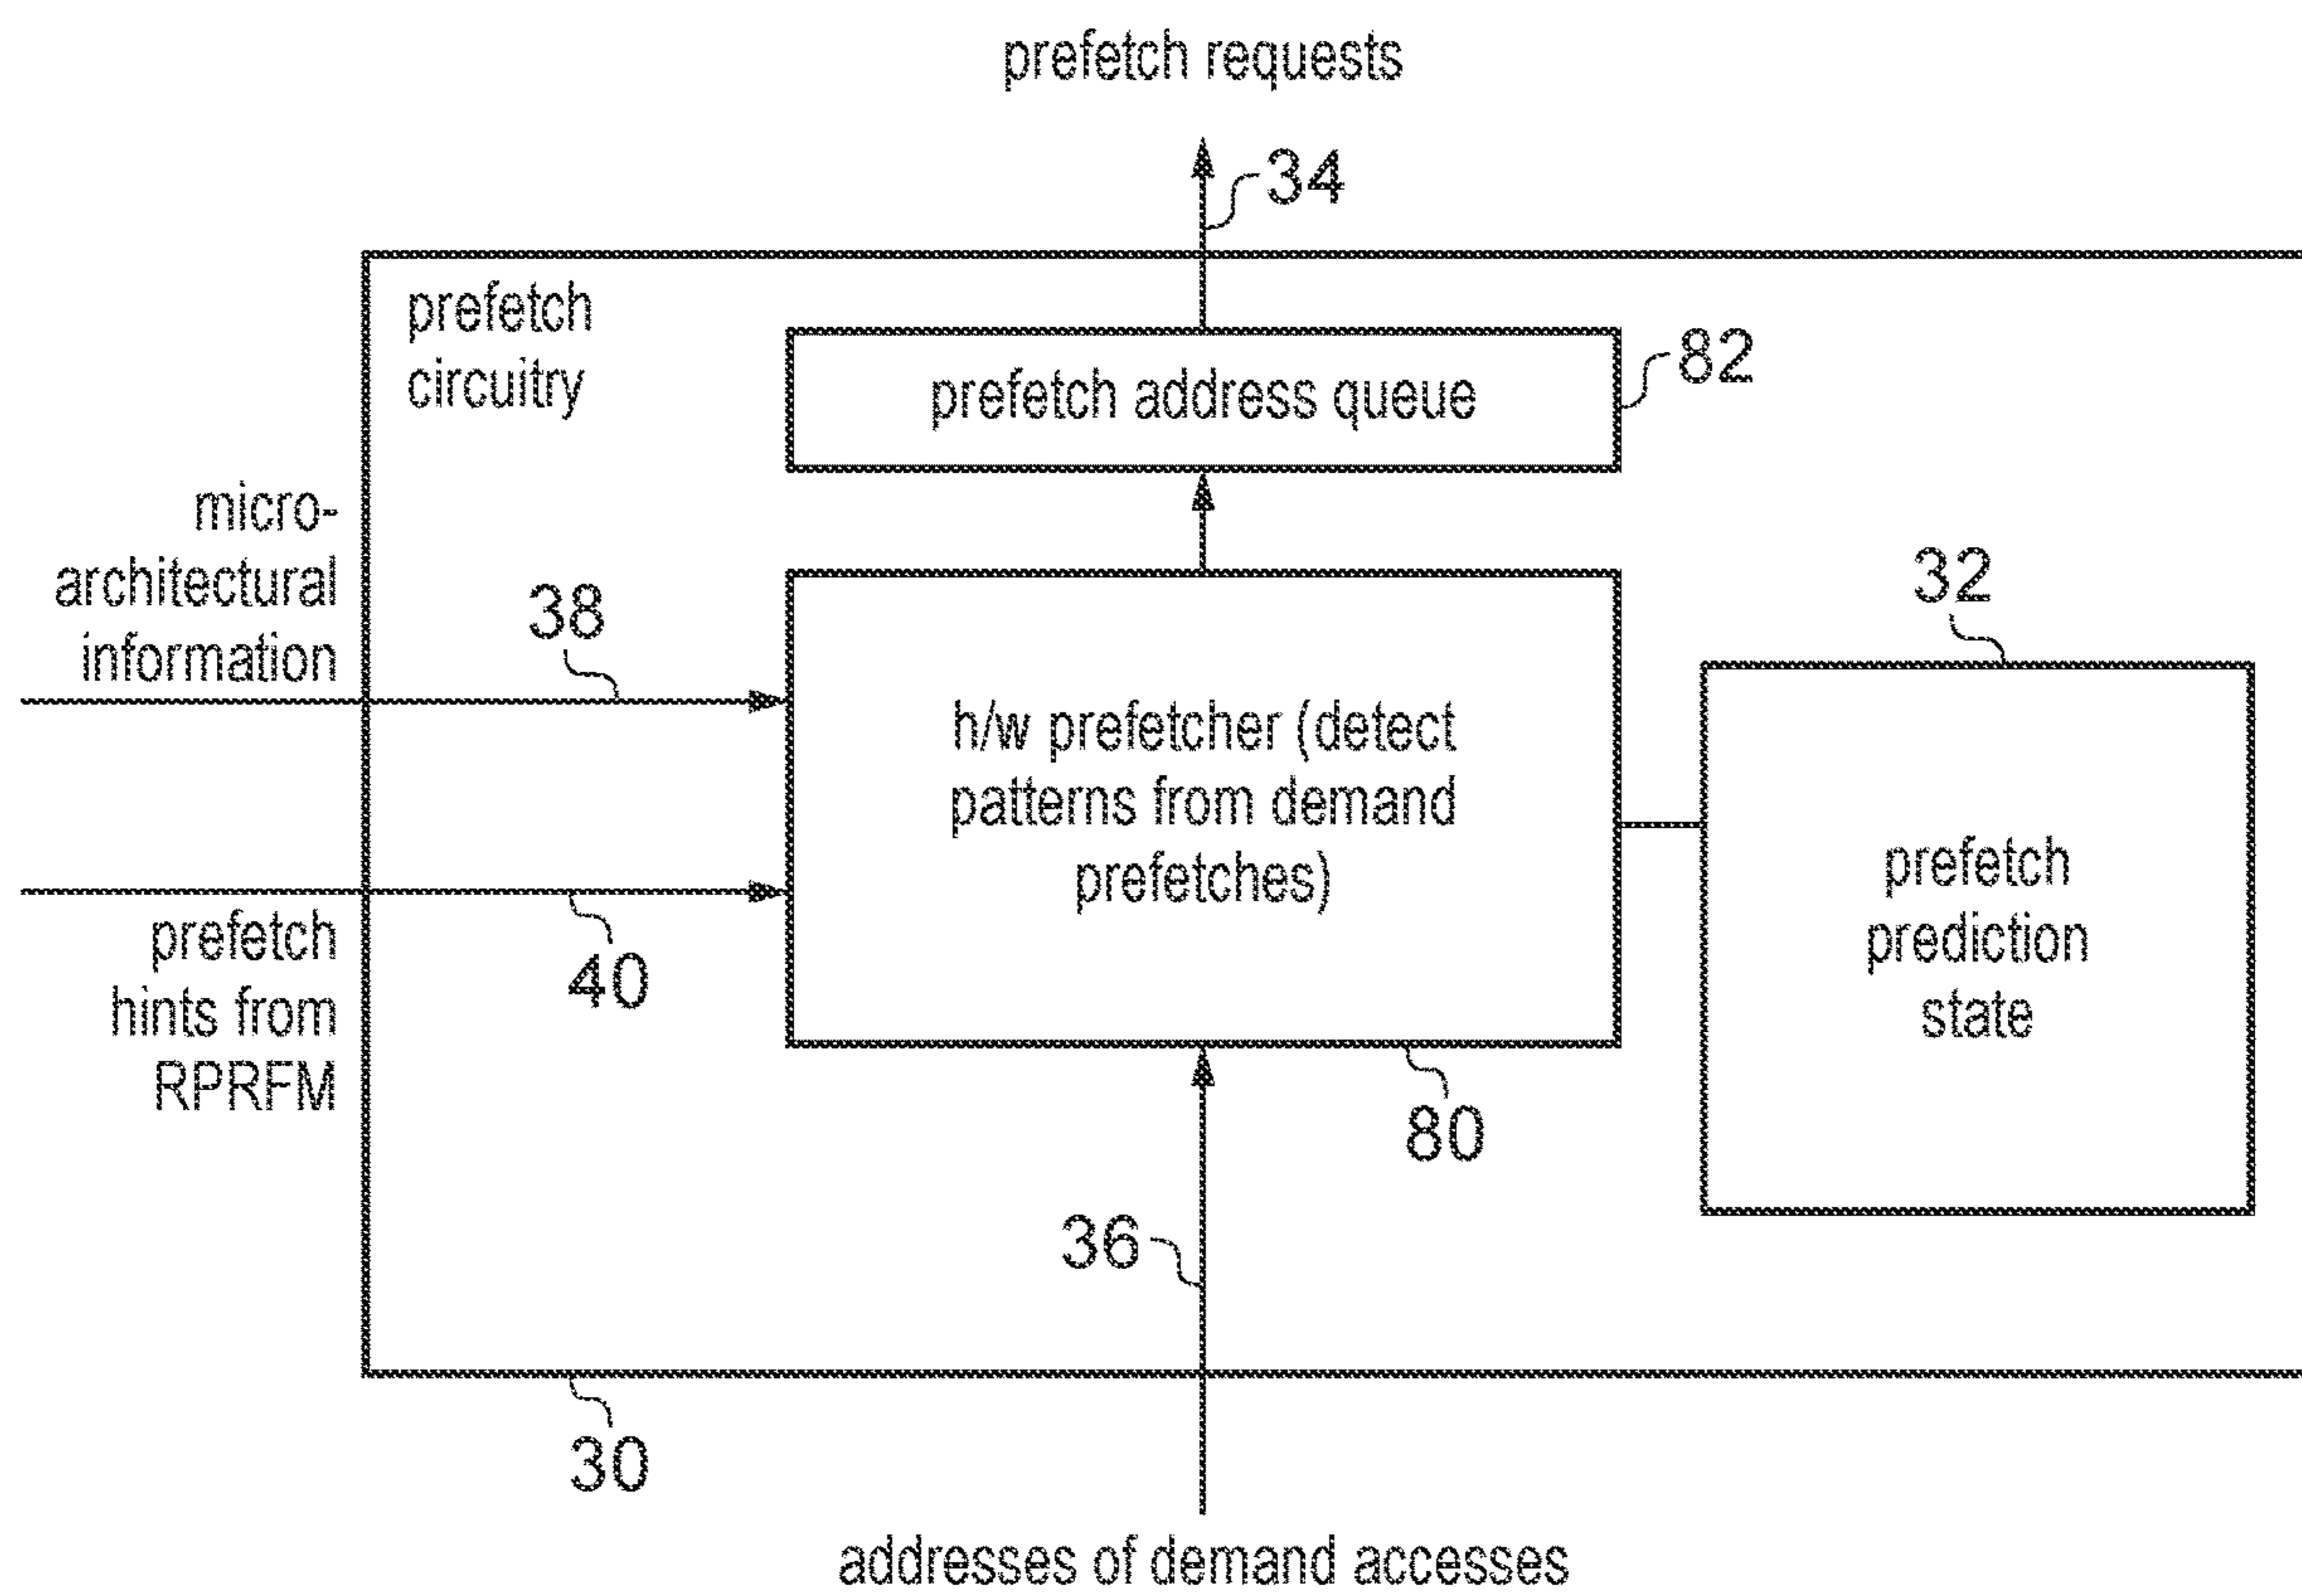 prefetch requests
34
prefetch
circuitry
prefetch address queue
82
micro-
architectural
information
38
32
h/w prefetcher (detect
patterns from demand
prefetches)
prefetch
prediction
state
prefetch
hints from
RPRFM
40
80
36
30
addresses of demand accesses